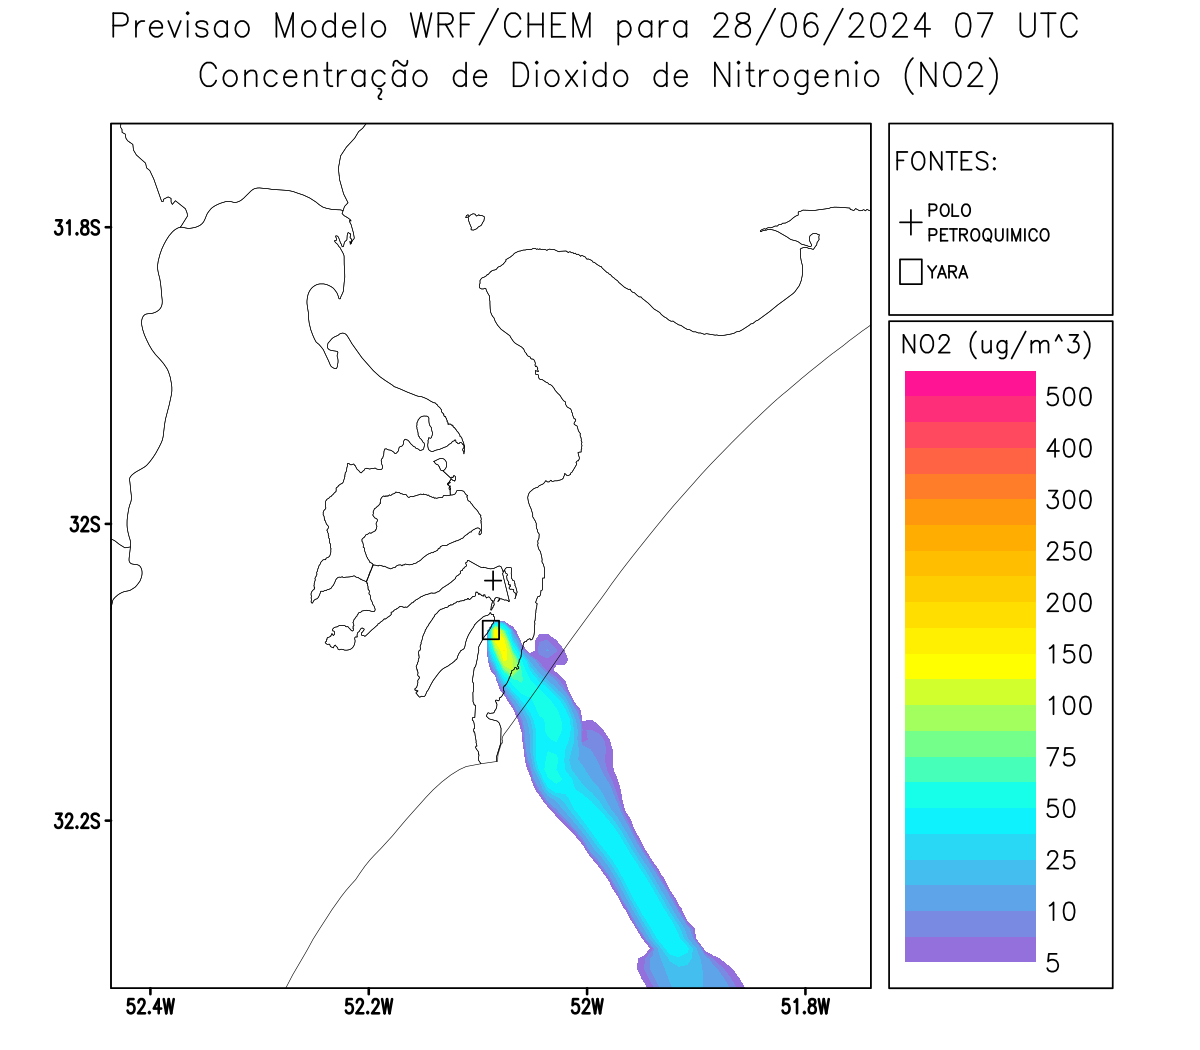 Previsao Modelo WRF/CHEM para 28/06/2024 07 UTC
Concentração de Dioxido de Nitrogenio (NO2)
FONTES:
POLO
PETROQUIMICO
YARA
NO2 (ug/m^3)
500
400
300
250
200
150
100
75
50
25
10
5
31.8S
32S
32.2S
52.4W
52.2W
52W
51.8W